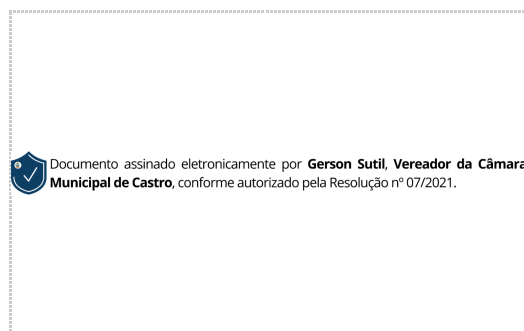 Documento assinado eletronicamente por Gerson Sutil, Vereador da Câmara
Municipal de Castro, conforme autorizado pela Resolução nº 07/2021.